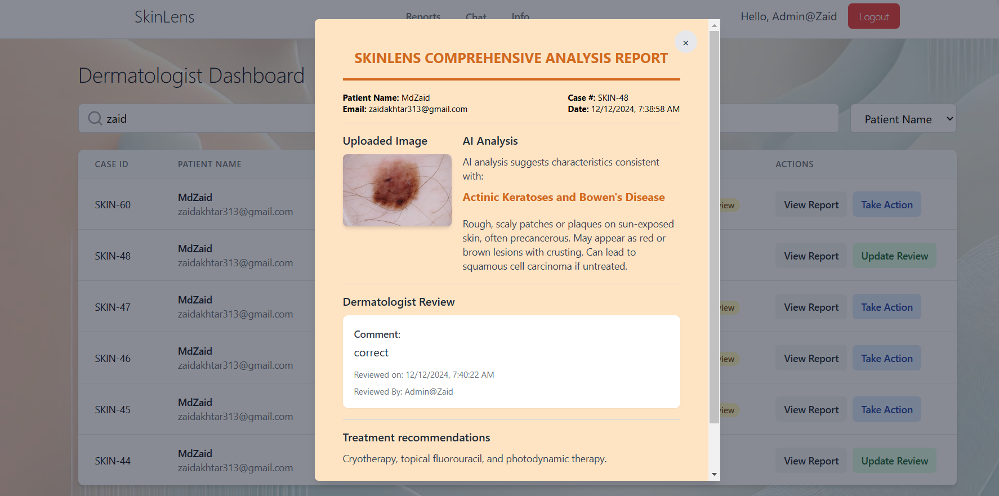 SkinLens
Reports
Chat
Info
Hello, Admin@Zaid
Logout
Dermatologist Dashboard
zaid
Patient Name
CASE ID
PATIENT NAME
ACTIONS
SKIN-60
MdZaid
zaidakhtar313@gmail.com
View Report
Take Action
SKIN-48
MdZaid
zaidakhtar313@gmail.com
View Report
Update Review
SKIN-47
MdZaid
zaidakhtar313@gmail.com
View Report
Take Action
SKIN-46
MdZaid
zaidakhtar313@gmail.com
View Report
Take Action
SKIN-45
MdZaid
zaidakhtar313@gmail.com
View Report
Take Action
SKIN-44
MdZaid
zaidakhtar313@gmail.com
View Report
Update Review
×
SKINLENS COMPREHENSIVE ANALYSIS REPORT
Patient Name: MdZaid
Email: zaidakhtar313@gmail.com
Case #: SKIN-48
Date: 12/12/2024, 7:38:58 AM
Uploaded Image
AI Analysis
AI analysis suggests characteristics consistent
with:
Actinic Keratoses and Bowen's Disease
Rough, scaly patches or plaques on sun-exposed
skin, often precancerous. May appear as red or
brown lesions with crusting. Can lead to
squamous cell carcinoma if untreated.
Dermatologist Review
Comment:
correct
Reviewed on: 12/12/2024, 7:40:22 AM
Reviewed By: Admin@Zaid
Treatment recommendations
Cryotherapy, topical fluorouracil, and photodynamic therapy.